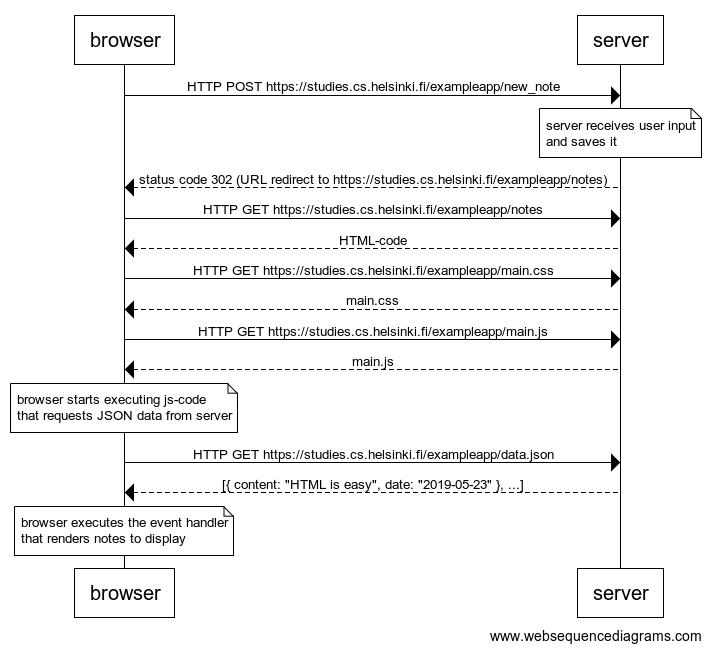 browser
server
HTTP POST https://studies.cs.helsinki.fi/exampleapp/new_note
server receives user input
and saves it
status code 302 (URL redirect to https://studies.cs.helsinki.fi/exampleapp/notes)
HTTP GET https://studies.cs.helsinki.fi/exampleapp/notes
HTML-code
HTTP GET https://studies.cs.helsinki.fi/exampleapp/main.css
main.css
HTTP GET https://studies.cs.helsinki.fi/exampleapp/main.js
main.js
browser starts executing js-code
that requests JSON data from server
HTTP GET https://studies.cs.helsinki.fi/exampleapp/data.json
[{ content: "HTML is easy", date: "2019-05-23" }, ...]
browser executes the event handler
that renders notes to display
browser
server
www.websequencediagrams.com